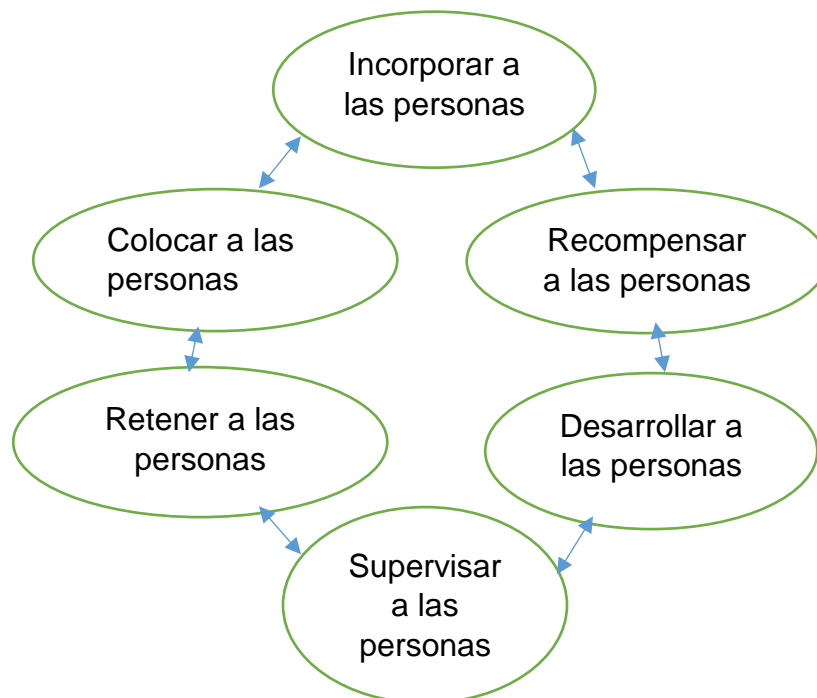 Incorporar a
las personas
Colocar a las
personas
Recompensar
a las personas
Retener a las
personas
Desarrollar a
las personas
Supervisar
a las
personas